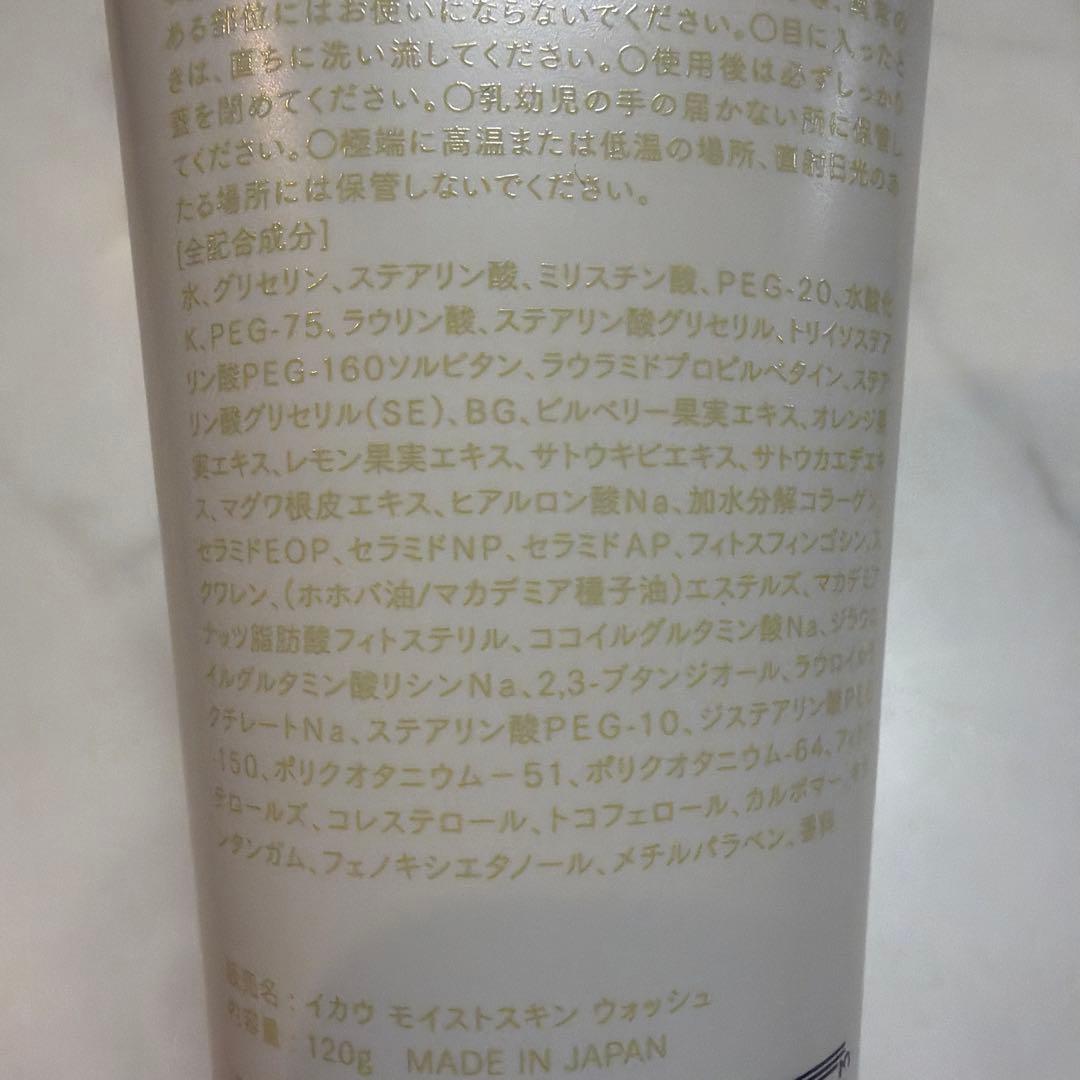 ある部位にはお使いにならないでください。〇目に入ったと
きは、直ちに洗い流してください。〇使用後は必ずしっかり
蓋を閉めてください。〇乳幼児の手の届かない所に保管し
てください。〇極端に高温または低温の場所、直射日光のあ
たる場所には保管しないでください。
[全配合成分]
水、グリセリン、ステアリン酸、ミリスチン酸、PEG-20、水酸化
K、PEG-75、ラウリン酸、ステアリン酸グリセリル、トリイソステア
リン酸PEG-160ソルビタン、ラウラミドプロピルベタイン、ステア
リン酸グリセリル(SE)、BG、ビルベリー果実エキス、オレンジ果
実エキス、レモン果実エキス、サトウキビエキス、サトウカエデエキ
ス、マグワ根皮エキス、ヒアルロン酸Na、加水分解コラーゲン、
セラミドEOP、セラミドNP、セラミドAP、フィトスフィンゴシン、ス
クワレン、(ホホバ油/マカデミア種子油)エステルズ、マカデミア
ナッツ脂肪酸フィトステリル、ココイルグルタミン酸Na、ジラウロ
イルグルタミン酸リシンNa、2,3-ブタンジオール、ラウロイル
クチレートNa、ステアリン酸PEG-10、ジステアリン酸PEG
-150、ポリクオタニウムー51、ポリクオタニウム-64、フィト
テロールズ、コレステロール、トコフェロール、カルボマー、キ
ンタンガム、フェノキシエタノール、メチルパラベン、香料
販売名：イカウ モイストスキン ウォッシュ
内容量：120g MADE IN JAPAN